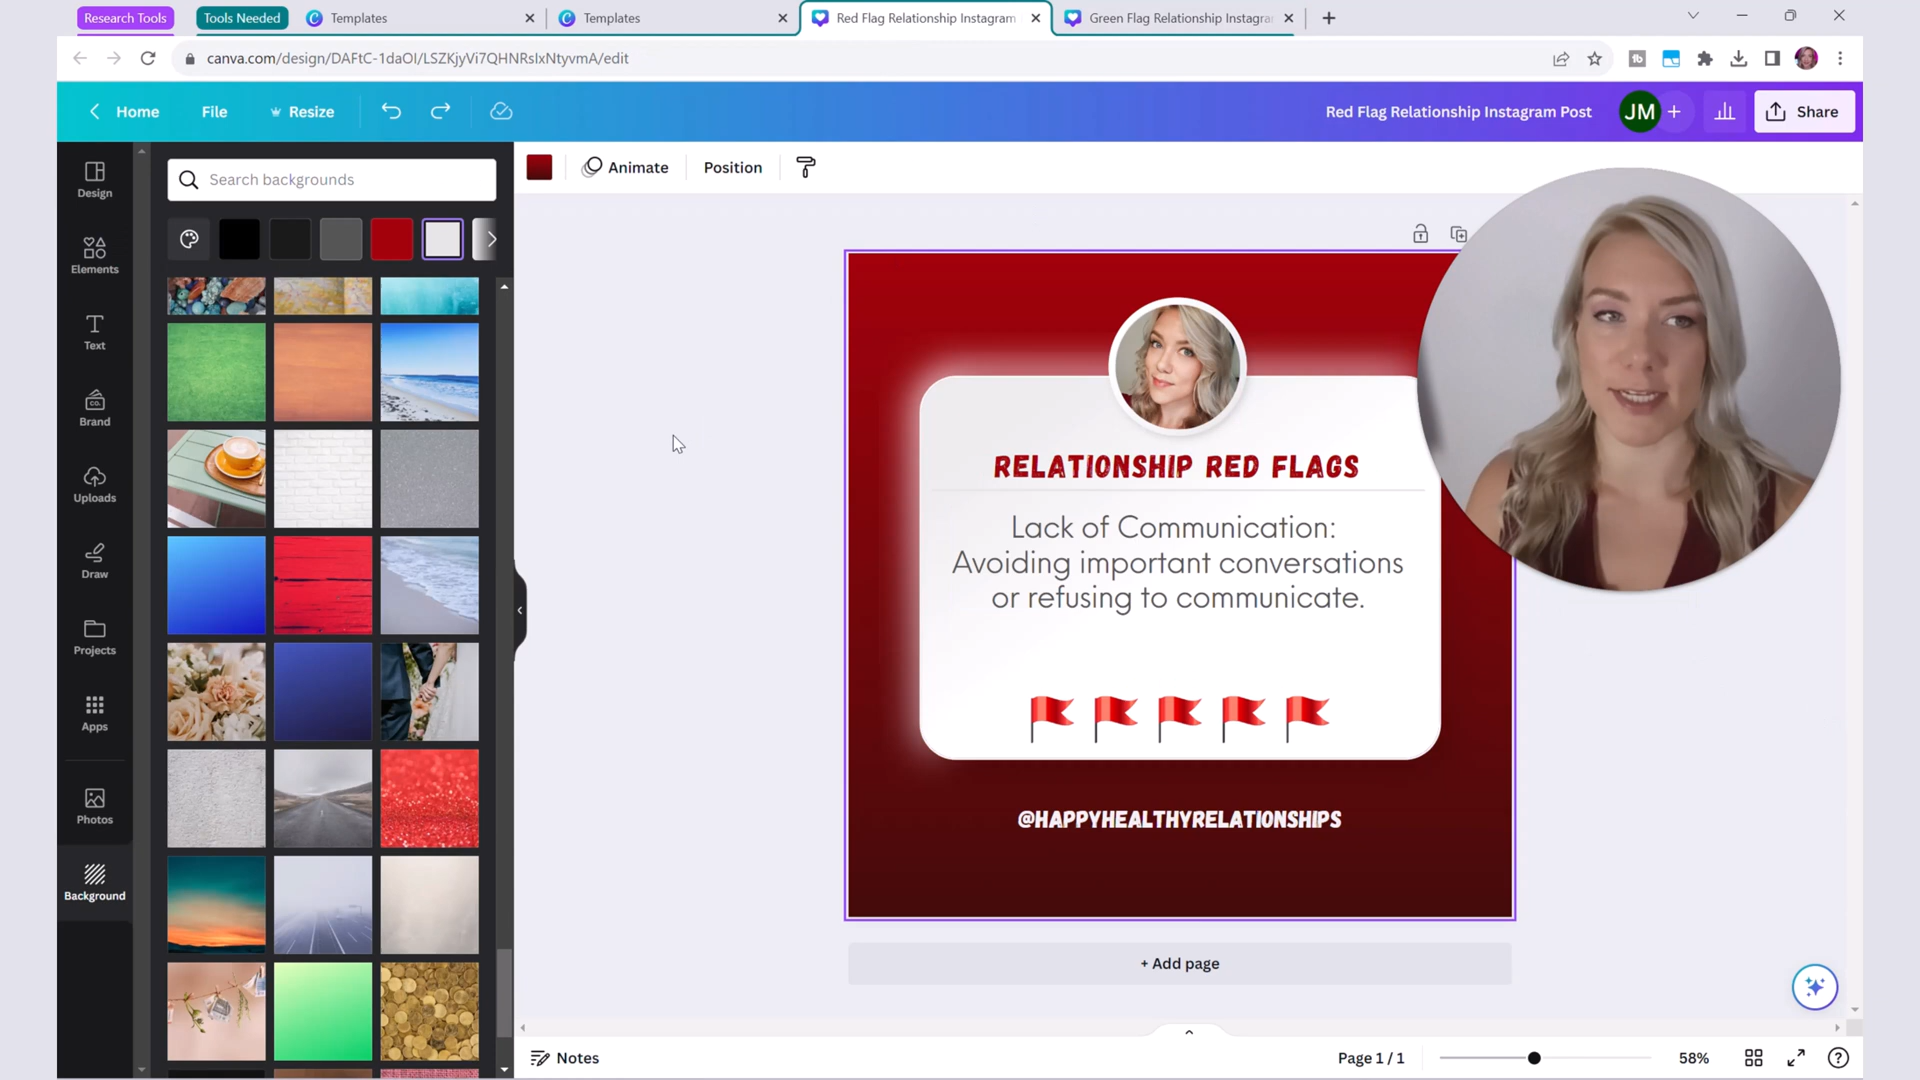 Research Tools
Tools Needed
Templates
Templates
Red Flag Relationship Instagram
Green Flag Relationship Instagra
canva.com/design/DAFtC-1daOI/LSZKjyVi7QHNRsIxNtyvmA/edit
Home
File
Resize
Red Flag Relationship Instagram Post
JM
Share
Design
Elements
Text
Brand
Uploads
Draw
Projects
Apps
Photos
Background
Search backgrounds
Animate
Position
RELATIONSHIP RED FLAGS
Lack of Communication:
Avoiding important conversations
or refusing to communicate.
@HAPPYHEALTHYRELATIONSHIPS
+ Add page
Notes
Page 1 / 1
58%